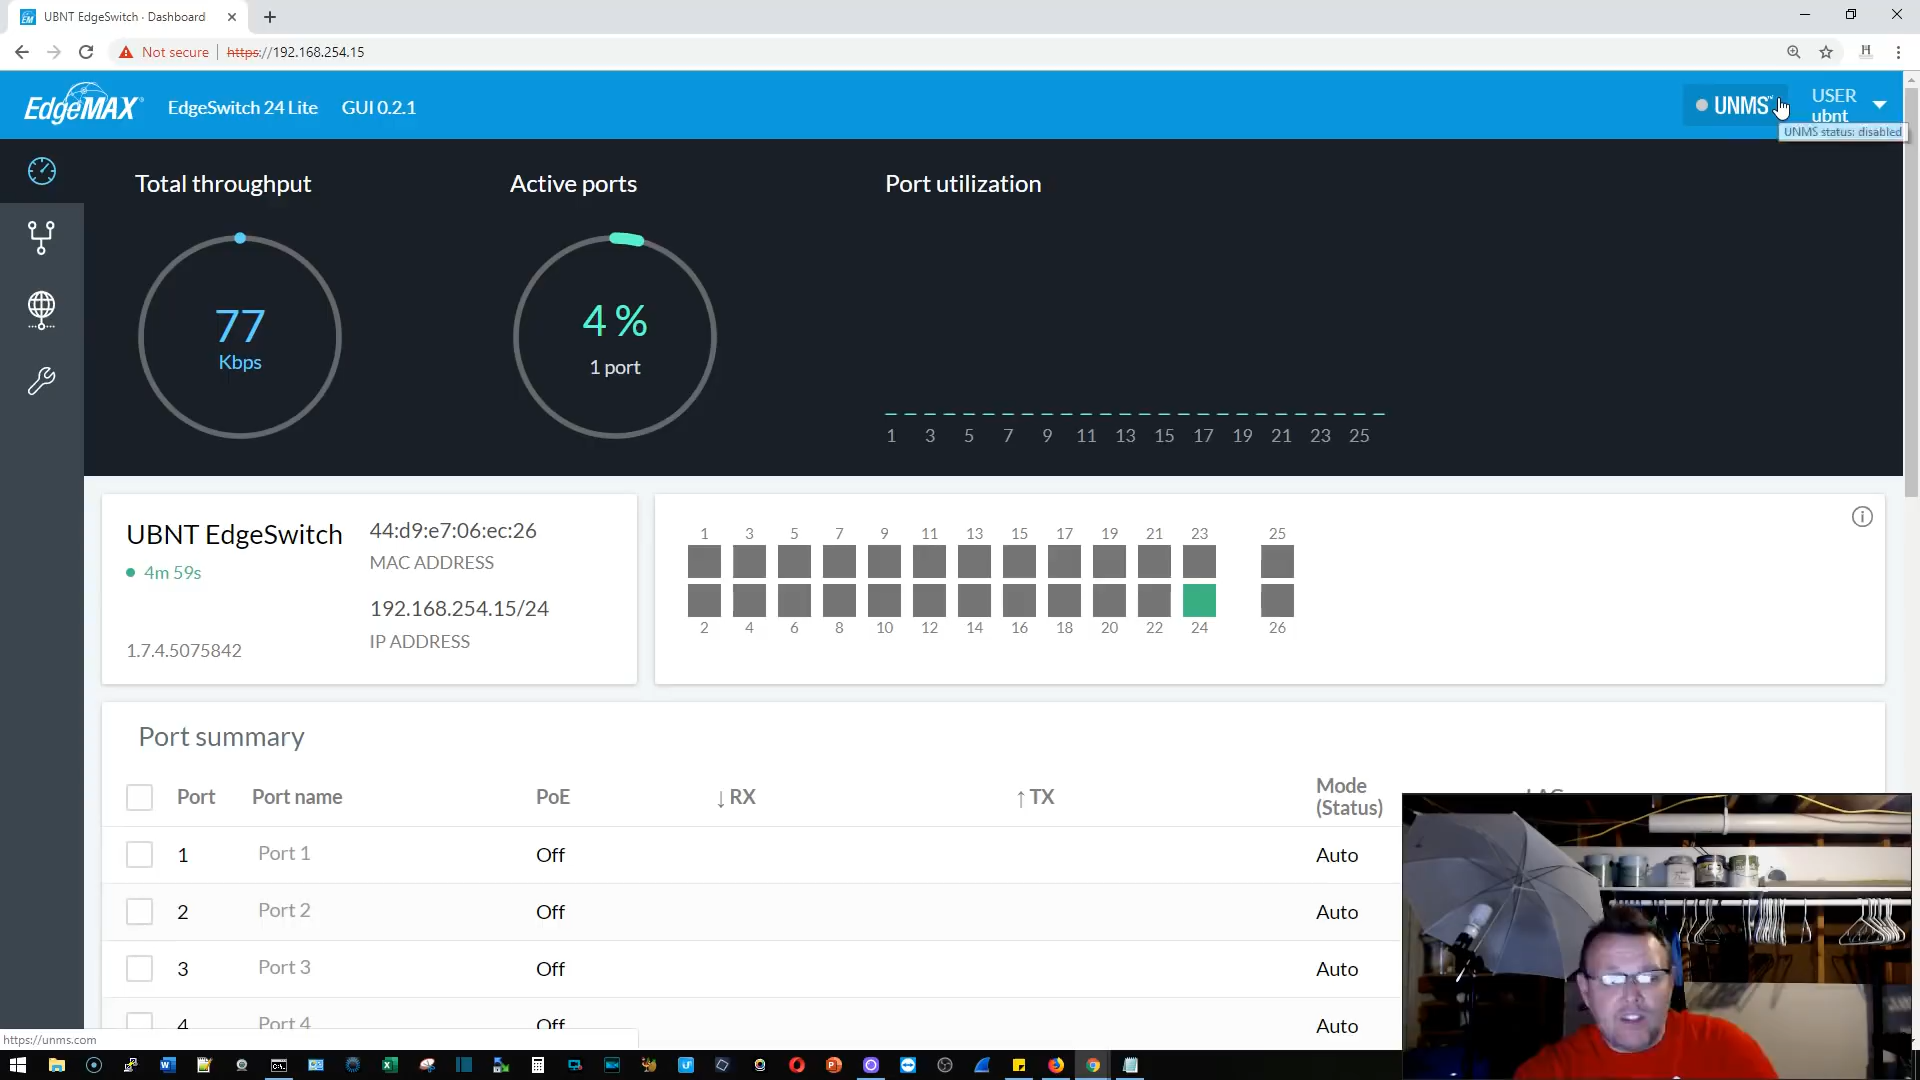 UBNT EdgeSwitch - Dashboard
Not secure
https://192.168.254.15
EdgeMAX
EdgeSwitch 24 Lite
GUI 0.2.1
UNMS
USER
ubnt
UNMS status: disabled
Total throughput
Active ports
Port utilization
77
Kbps
4 %
1 port
1 3 5 7 9 11 13 15 17 19 21 23 25
UBNT EdgeSwitch
4m 59s
1.7.4.5075842
44:d9:e7:06:ec:26
MAC ADDRESS
192.168.254.15/24
IP ADDRESS
1 3 5 7 9 11 13 15 17 19 21 23 25
2 4 6 8 10 12 14 16 18 20 22 24 26
Port summary
Port Port name PoE ↓ RX ↑ TX Mode
(Status)
1 Port 1 Off Auto
2 Port 2 Off Auto
3 Port 3 Off Auto
4 Port 4 Off Auto
https://unms.com